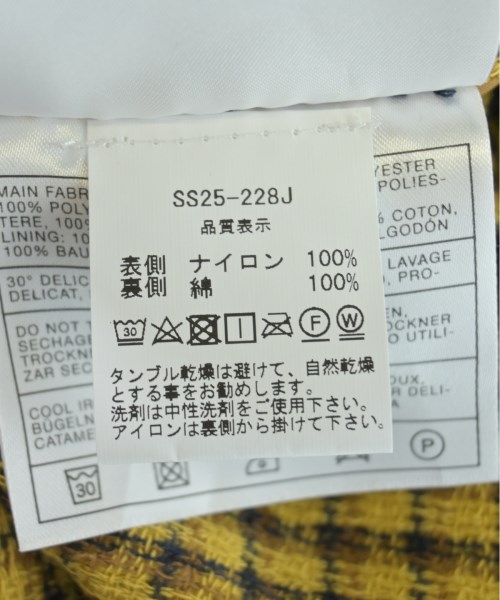 SS25-228J
品質表示
表側 ナイロン 100%
裏側 綿 100%
30 F W
タンブル乾燥は避けて、自然乾燥
とする事をお勧めします。
洗剤は中性洗剤をご使用下さい。
アイロンは裏側から掛けて下さい。
MAIN FABR
100% POLY
TERE, 100%
LINING: 10
100% BAU
30° DELIC
DELICAT,
DO NOT
SECHAGE
TROCKNE
ZAR SEC
COOL IR
BÜGELN
CATAME
YESTER
POLIES-
% COTON,
LGODÓN
LAVAGE
PRO-
CKNER
UTILI-
OUX.
R DELI-
30
P